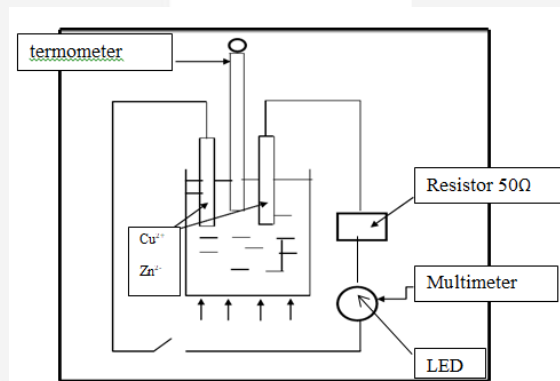 termometer
Resistor 50Ω
Cu²⁺
Zn²⁺
Multimeter
LED